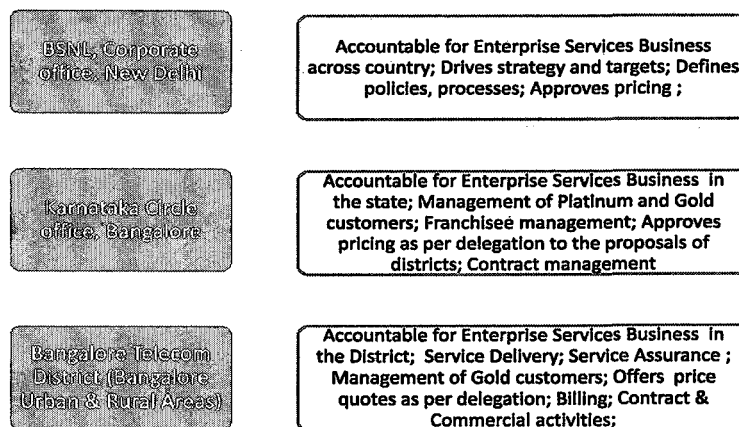 BSNL, Corporate
office, New Delhi
Accountable for Enterprise Services Business
across country; Drives strategy and targets; Defines
policies, processes; Approves pricing ;
Karnataka Circle
office, Bangalore
Accountable for Enterprise Services Business in
the state; Management of Platinum and Gold
customers; Franchiseé management; Approves
pricing as per delegation to the proposals of
districts; Contract management
Bangalore Telecom
District (Bangalore
Urban & Rural Areas)
Accountable for Enterprise Services Business in
the District; Service Delivery; Service Assurance ;
Management of Gold customers; Offers price
quotes as per delegation; Billing; Contract &
Commercial activities;